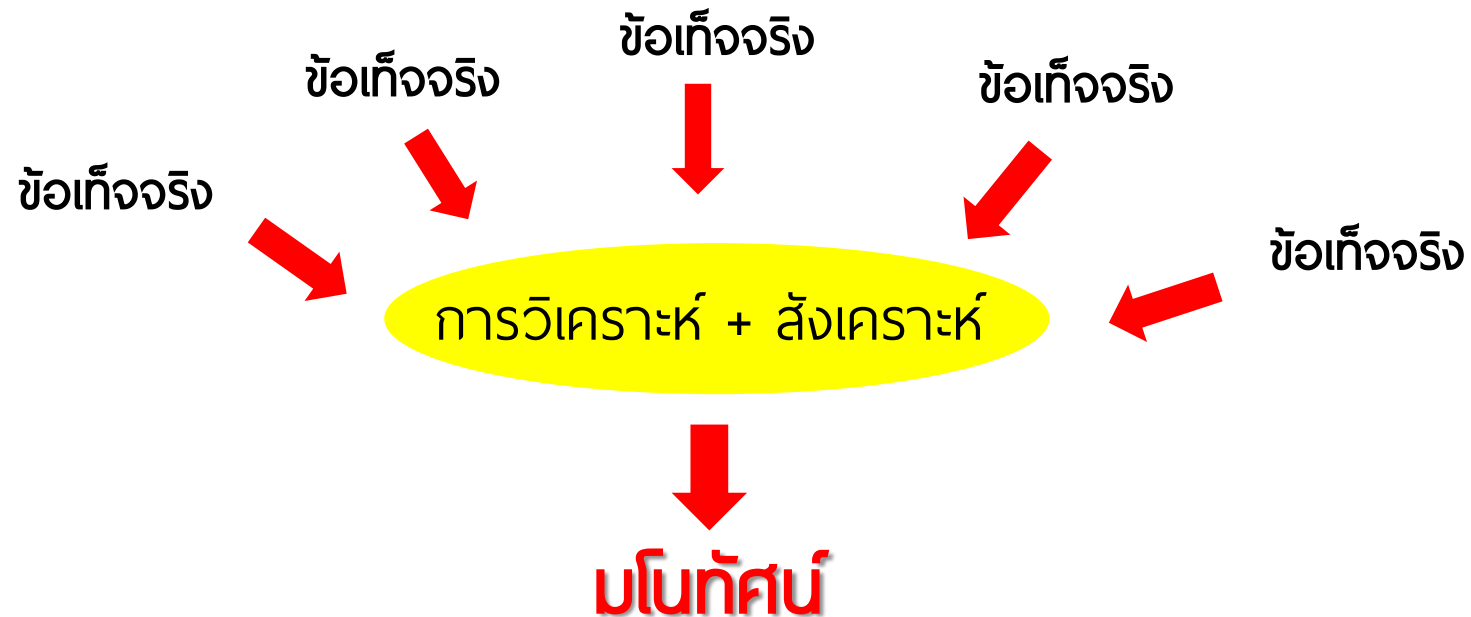 ข้อเท็จจริง
ข้อเท็จจริง
ข้อเท็จจริง
ข้อเท็จจริง
ข้อเท็จจริง
การวิเคราะห์ + สังเคราะห์
มโนทัศน์